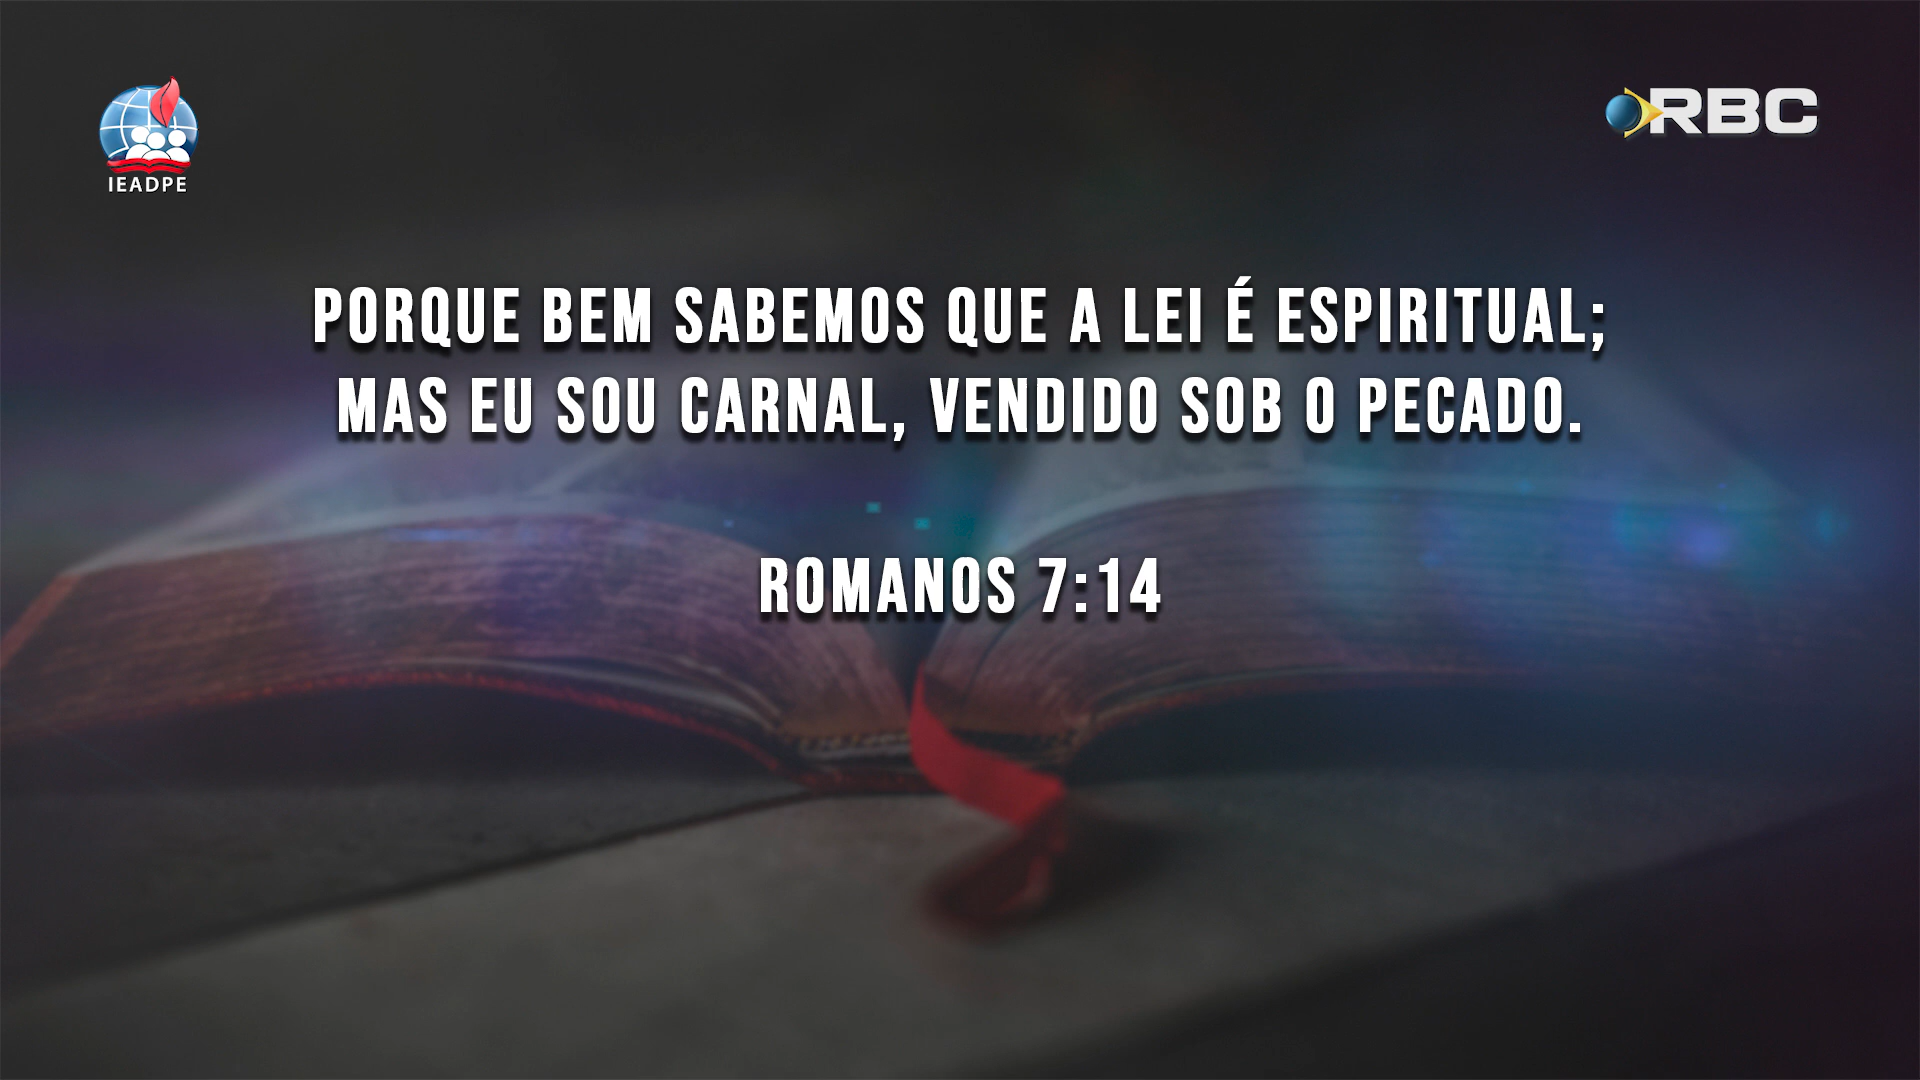 IEADPE
RBC
PORQUE BEM SABEMOS QUE A LEI É ESPIRITUAL;
MAS EU SOU CARNAL, VENDIDO SOB O PECADO.
ROMANOS 7:14